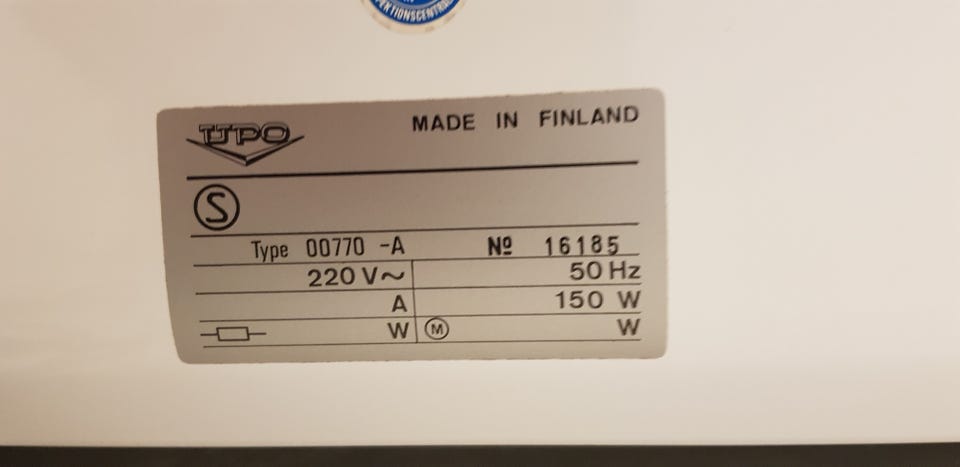 UPO MADE IN FINLAND
S
Type 00770 -A Nº 16185
220 V~ 50 Hz
A 150 W
W M W